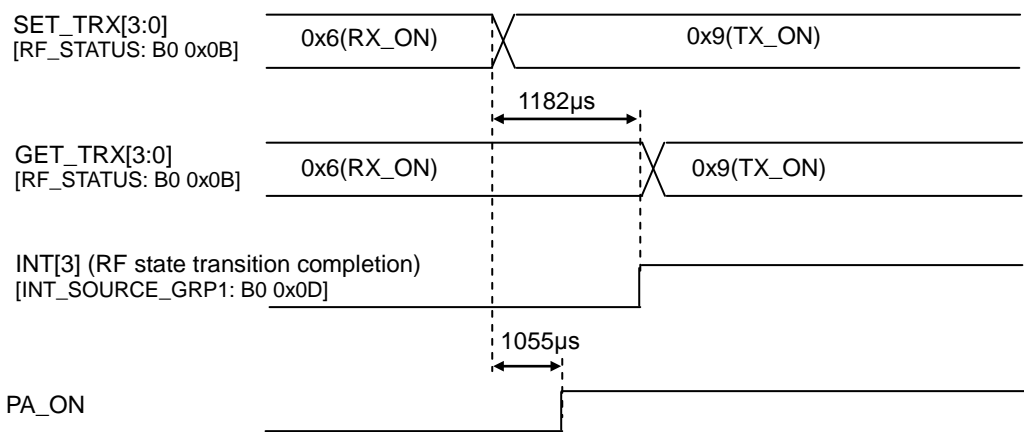 SET_TRX[3:0]
[RF_STATUS: B0 0x0B]
0x6(RX_ON)
0x9(TX_ON)
1182μs
GET_TRX[3:0]
[RF_STATUS: B0 0x0B]
0x6(RX_ON)
0x9(TX_ON)
INT[3] (RF state transition completion)
[INT_SOURCE_GRP1: B0 0x0D]
1055μs
PA_ON